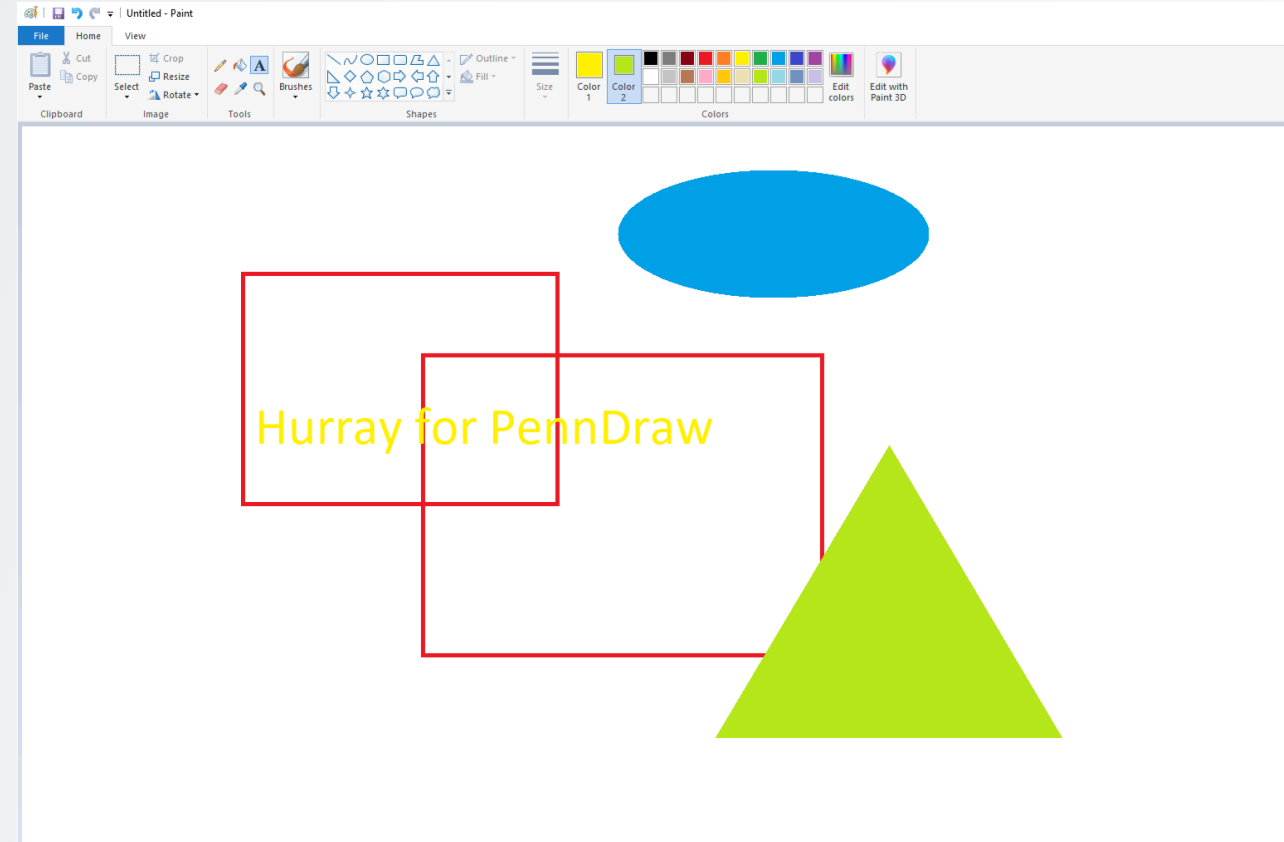 Untitled - Paint
File Home View
Paste
Cut
Copy
Clipboard
Select
Crop
Resize
Rotate
Image
A
Tools
Brushes
Shapes
Outline
Fill
Size
Color 1
Color 2
Colors
Edit colors
Edit with Paint 3D
Hurray for PennDraw